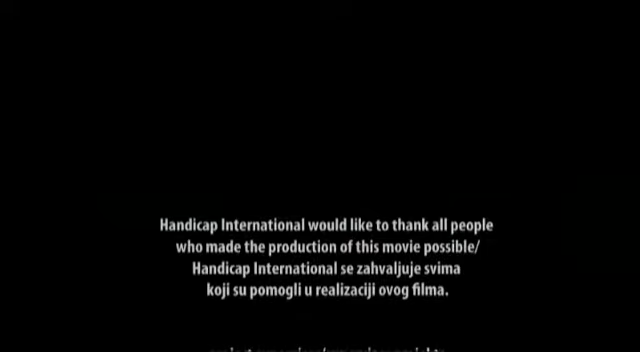 Handicap International would like to thank all people
who made the production of this movie possible/
Handicap International se zahvaljuje svima
koji su pomogli u realizaciji ovog filma.